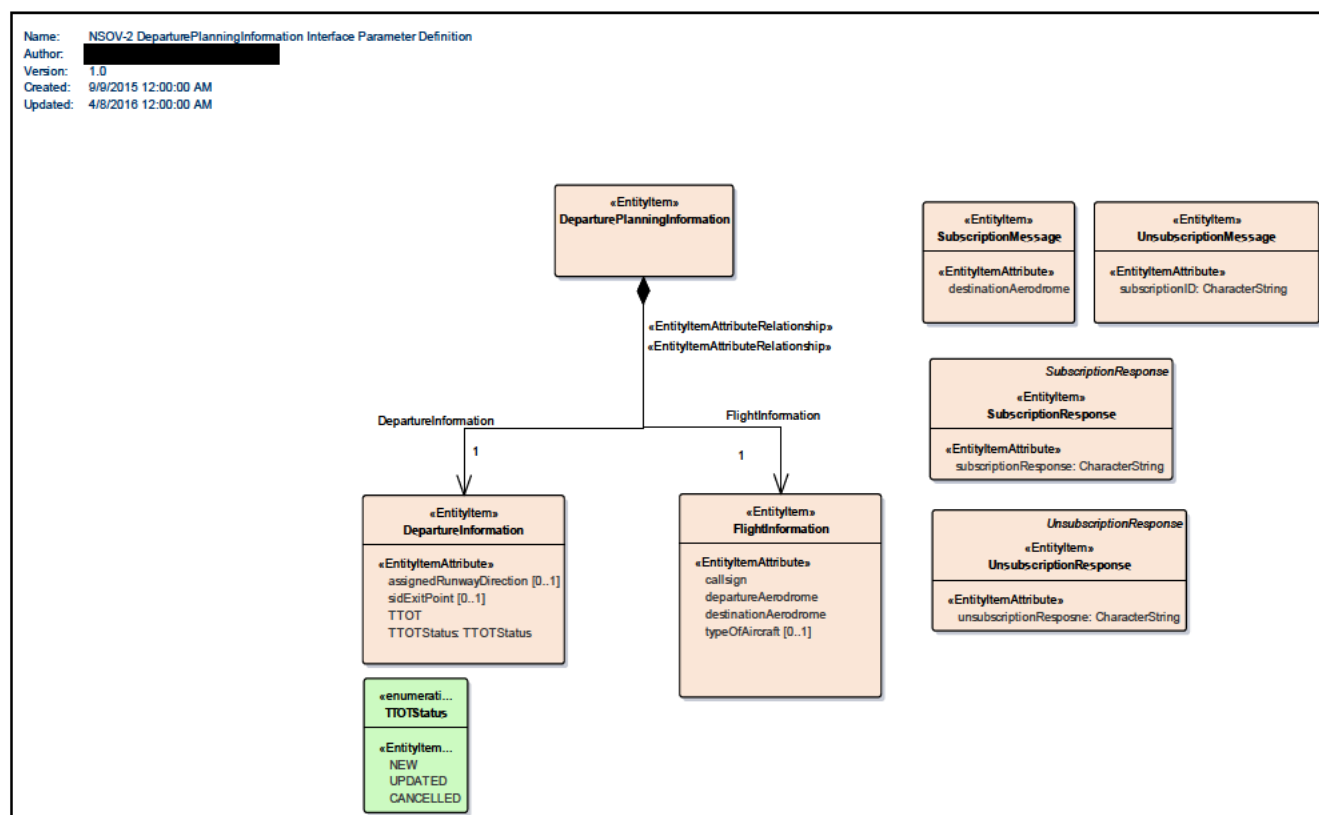 Name: NSOV-2 DeparturePlanningInformation Interface Parameter Definition
Author:
Version: 1.0
Created: 9/9/2015 12:00:00 AM
Updated: 4/8/2016 12:00:00 AM
«EntityItem»
DeparturePlanningInformation
«EntityItem»
SubscriptionMessage
«EntityItemAttribute»
destinationAerodrome
«EntityItem»
UnsubscriptionMessage
«EntityItemAttribute»
subscriptionID: CharacterString
«EntityItemAttributeRelationship»
«EntityItemAttributeRelationship»
SubscriptionResponse
«EntityItem»
SubscriptionResponse
«EntityItemAttribute»
subscriptionResponse: CharacterString
DepartureInformation
1
FlightInformation
1
«EntityItem»
DepartureInformation
«EntityItemAttribute»
assignedRunwayDirection [0..1]
sidExitPoint [0..1]
TTOT
TTOTStatus: TTOTStatus
«EntityItem»
FlightInformation
«EntityItemAttribute»
callsign
departureAerodrome
destinationAerodrome
typeOfAircraft [0..1]
UnsubscriptionResponse
«EntityItem»
UnsubscriptionResponse
«EntityItemAttribute»
unsubscriptionResposne: CharacterString
«enumerati...
TTOTStatus
«EntityItem...
NEW
UPDATED
CANCELLED